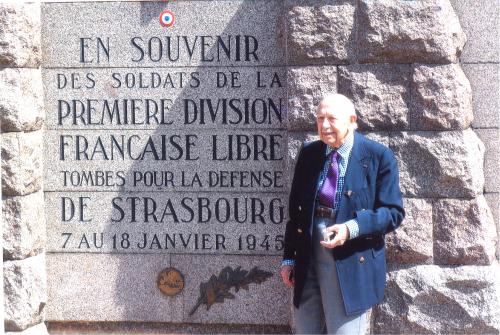 EN SOUVENIR
DES SOLDATS DE LA
PREMIERE DIVISION
FRANCAISE LIBRE
TOMBES POUR LA DEFENSE
DE STRASBOURG
7 AU 18 JANVIER 1945